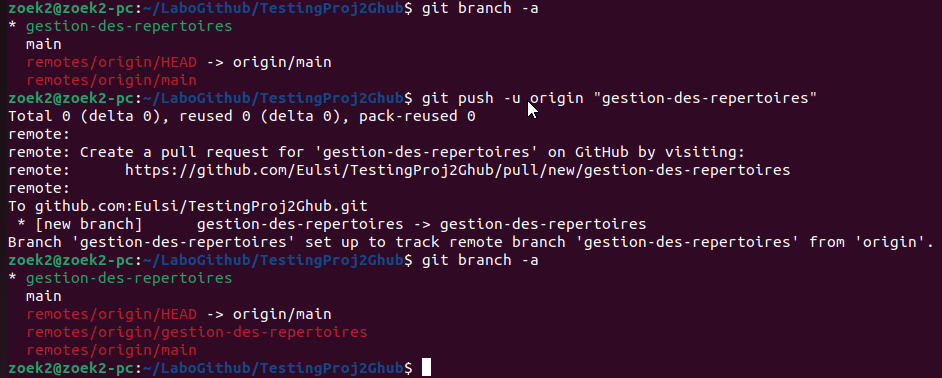 zoek2@zoek2-pc:~/LaboGithub/TestingProj2Ghub$ git branch -a
* gestion-des-repertoires
  main
  remotes/origin/HEAD -> origin/main
  remotes/origin/main
zoek2@zoek2-pc:~/LaboGithub/TestingProj2Ghub$ git push -u origin "gestion-des-repertoires"
Total 0 (delta 0), reused 0 (delta 0), pack-reused 0
remote:
remote: Create a pull request for 'gestion-des-repertoires' on GitHub by visiting:
remote:      https://github.com/Eulsi/TestingProj2Ghub/pull/new/gestion-des-repertoires
remote:
To github.com:Eulsi/TestingProj2Ghub.git
 * [new branch]      gestion-des-repertoires -> gestion-des-repertoires
Branch 'gestion-des-repertoires' set up to track remote branch 'gestion-des-repertoires' from 'origin'.
zoek2@zoek2-pc:~/LaboGithub/TestingProj2Ghub$ git branch -a
* gestion-des-repertoires
  main
  remotes/origin/HEAD -> origin/main
  remotes/origin/gestion-des-repertoires
  remotes/origin/main
zoek2@zoek2-pc:~/LaboGithub/TestingProj2Ghub$